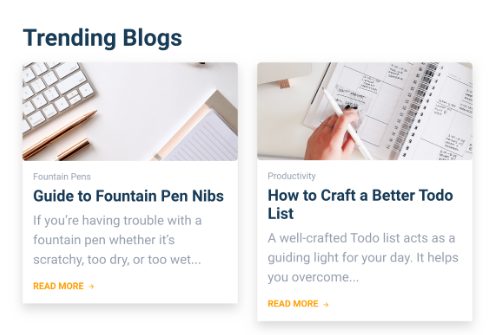 Trending Blogs
Fountain Pens
Guide to Fountain Pen Nibs
If you're having trouble with a
fountain pen whether it's
scratchy, too dry, or too wet...
READ MORE →
Productivity
How to Craft a Better Todo
List
A well-crafted Todo list acts as a
guiding light for your day. It helps
you overcome...
READ MORE →